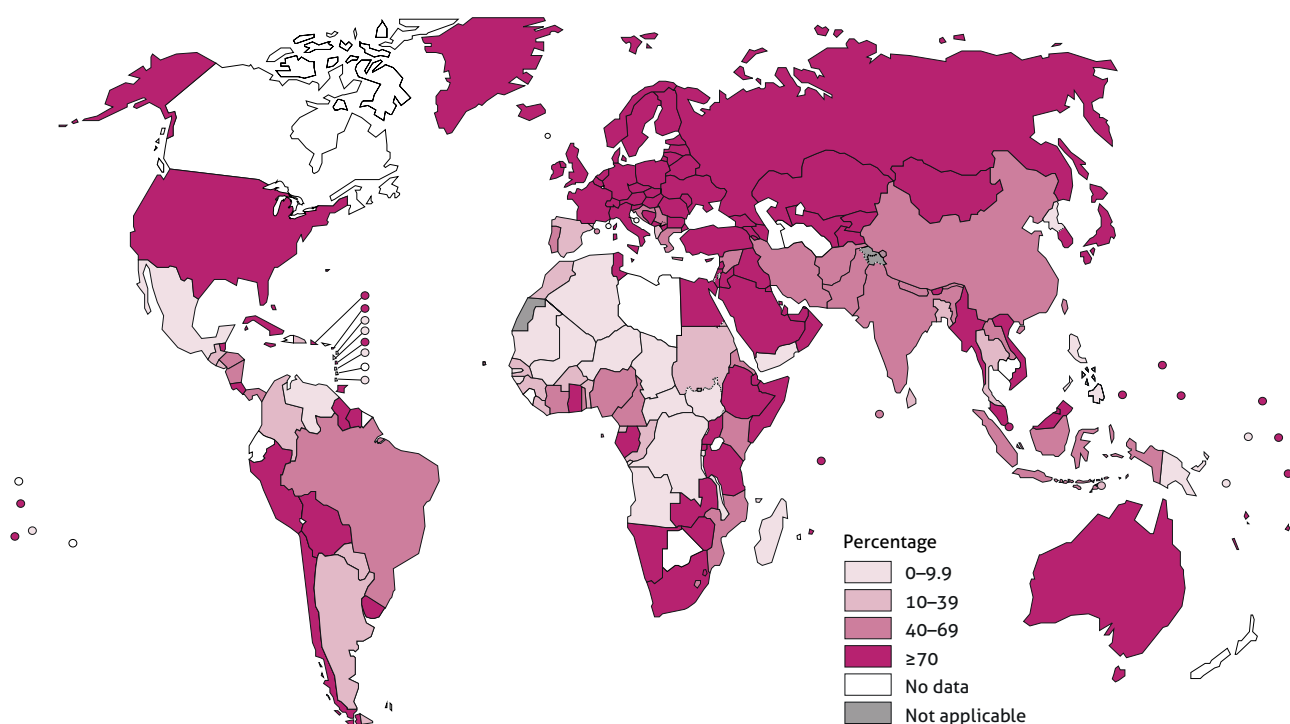 Percentage
0–9.9
10–39
40–69
≥70
No data
Not applicable